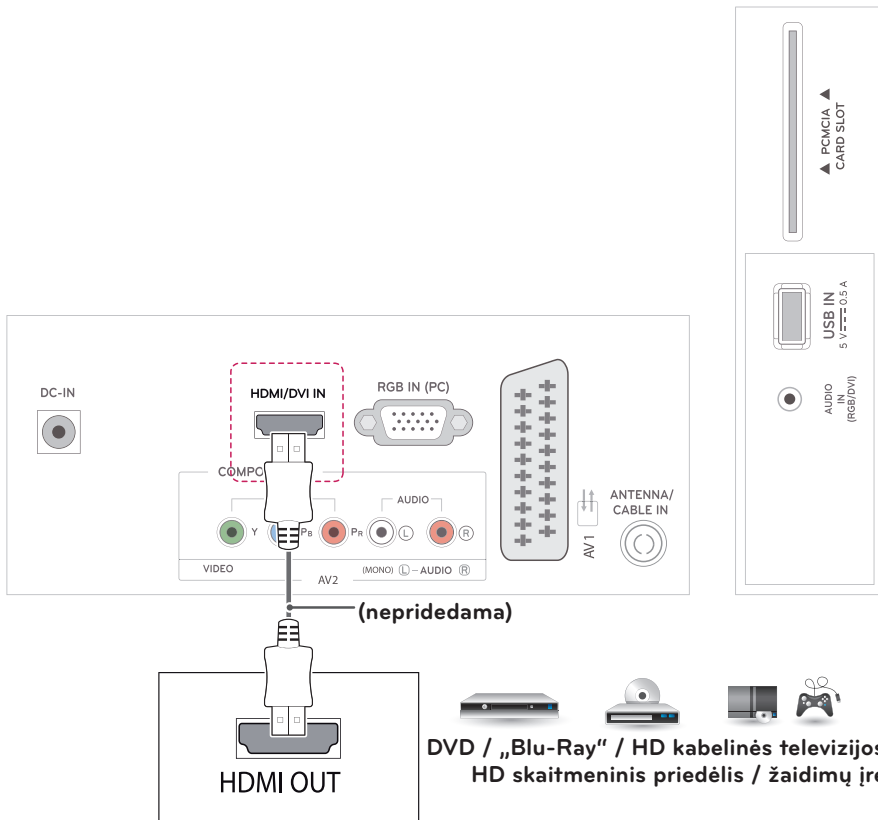 ▲ PCMCIA ▲
CARD SLOT
USB IN
5 V 0.5 A
AUDIO
IN
(RGB/DVI)
DC-IN
HDMI/DVI IN
RGB IN (PC)
COMPO
AUDIO
Y
PB
PR
L
R
VIDEO
AV2
(MONO) L - AUDIO R
AV1
ANTENNA/
CABLE IN
(nepridedama)
HDMI OUT
DVD / „Blu-Ray“ / HD kabelinės televizijos
HD skaitmeninis priedėlis / žaidimų